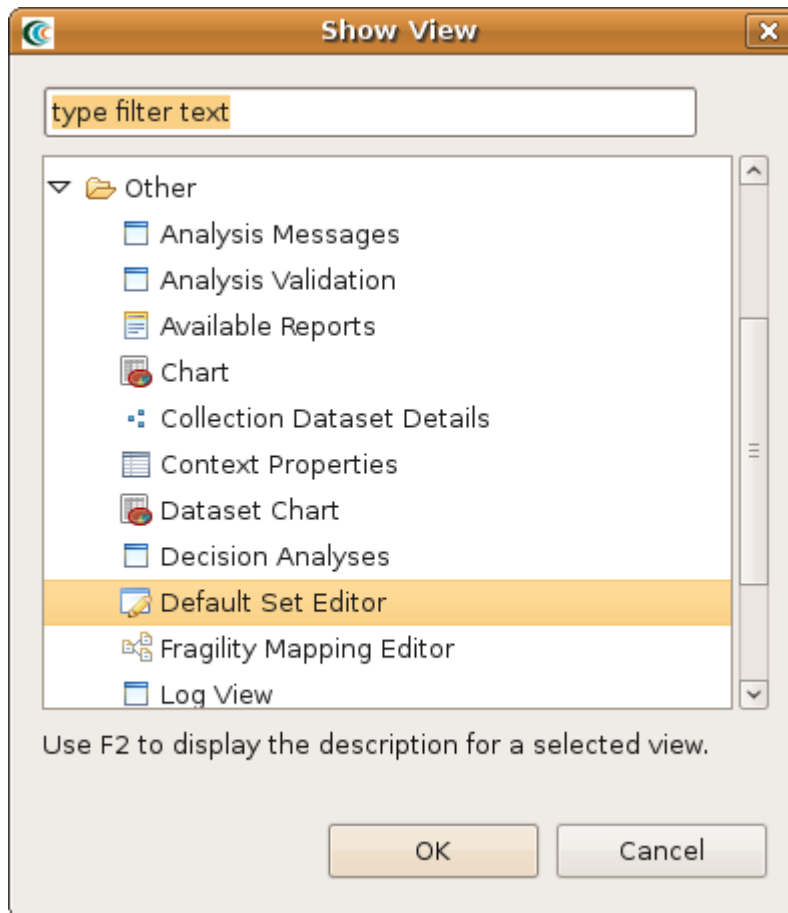 Show View
type filter text
Other
Analysis Messages
Analysis Validation
Available Reports
Chart
Collection Dataset Details
Context Properties
Dataset Chart
Decision Analyses
Default Set Editor
Fragility Mapping Editor
Log View
Use F2 to display the description for a selected view.
OK Cancel